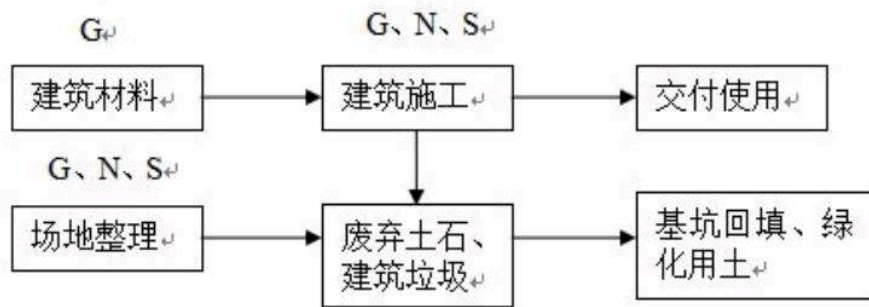 G↵
G、N、S↵
建筑材料↵
建筑施工↵
交付使用↵
G、N、S↵
场地整理↵
废弃土石、
建筑垃圾↵
基坑回填、绿
化用土↵